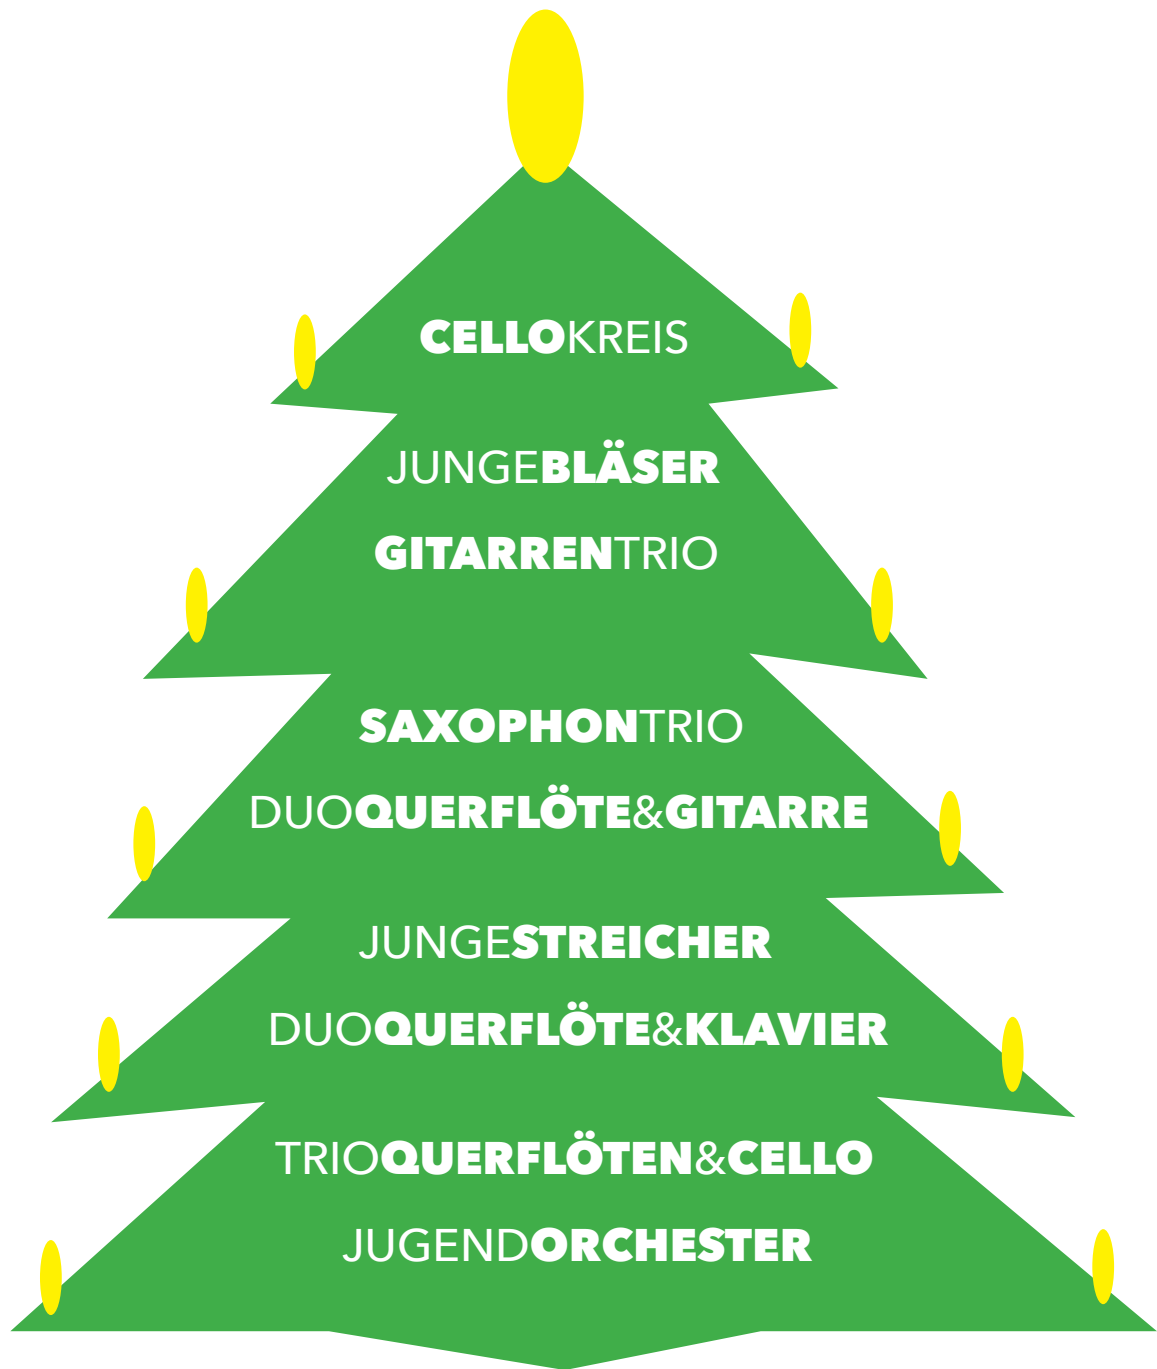 CELLOKREIS
JUNGEBLÄSER
GITARRENTRIO
SAXOPHONTRIO
DUOQUERFLÖTE&GITARRE
JUNGESTREICHER
DUOQUERFLÖTE&KLAVIER
TRIOQUERFLÖTEN&CELLO
JUGENDORCHESTER